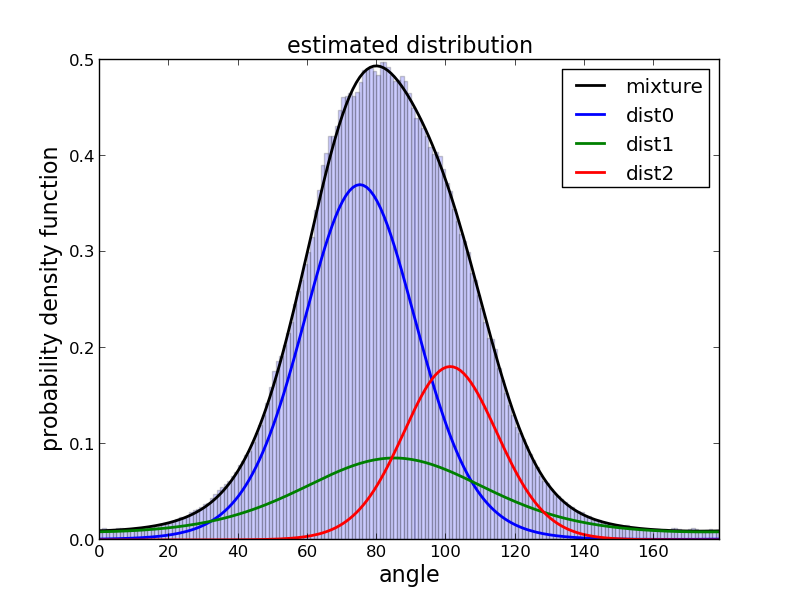 estimated distribution
probability density function
0.5
0.4
0.3
0.2
0.1
0.0
mixture
dist0
dist1
dist2
0 20 40 60 80 100 120 140 160
angle